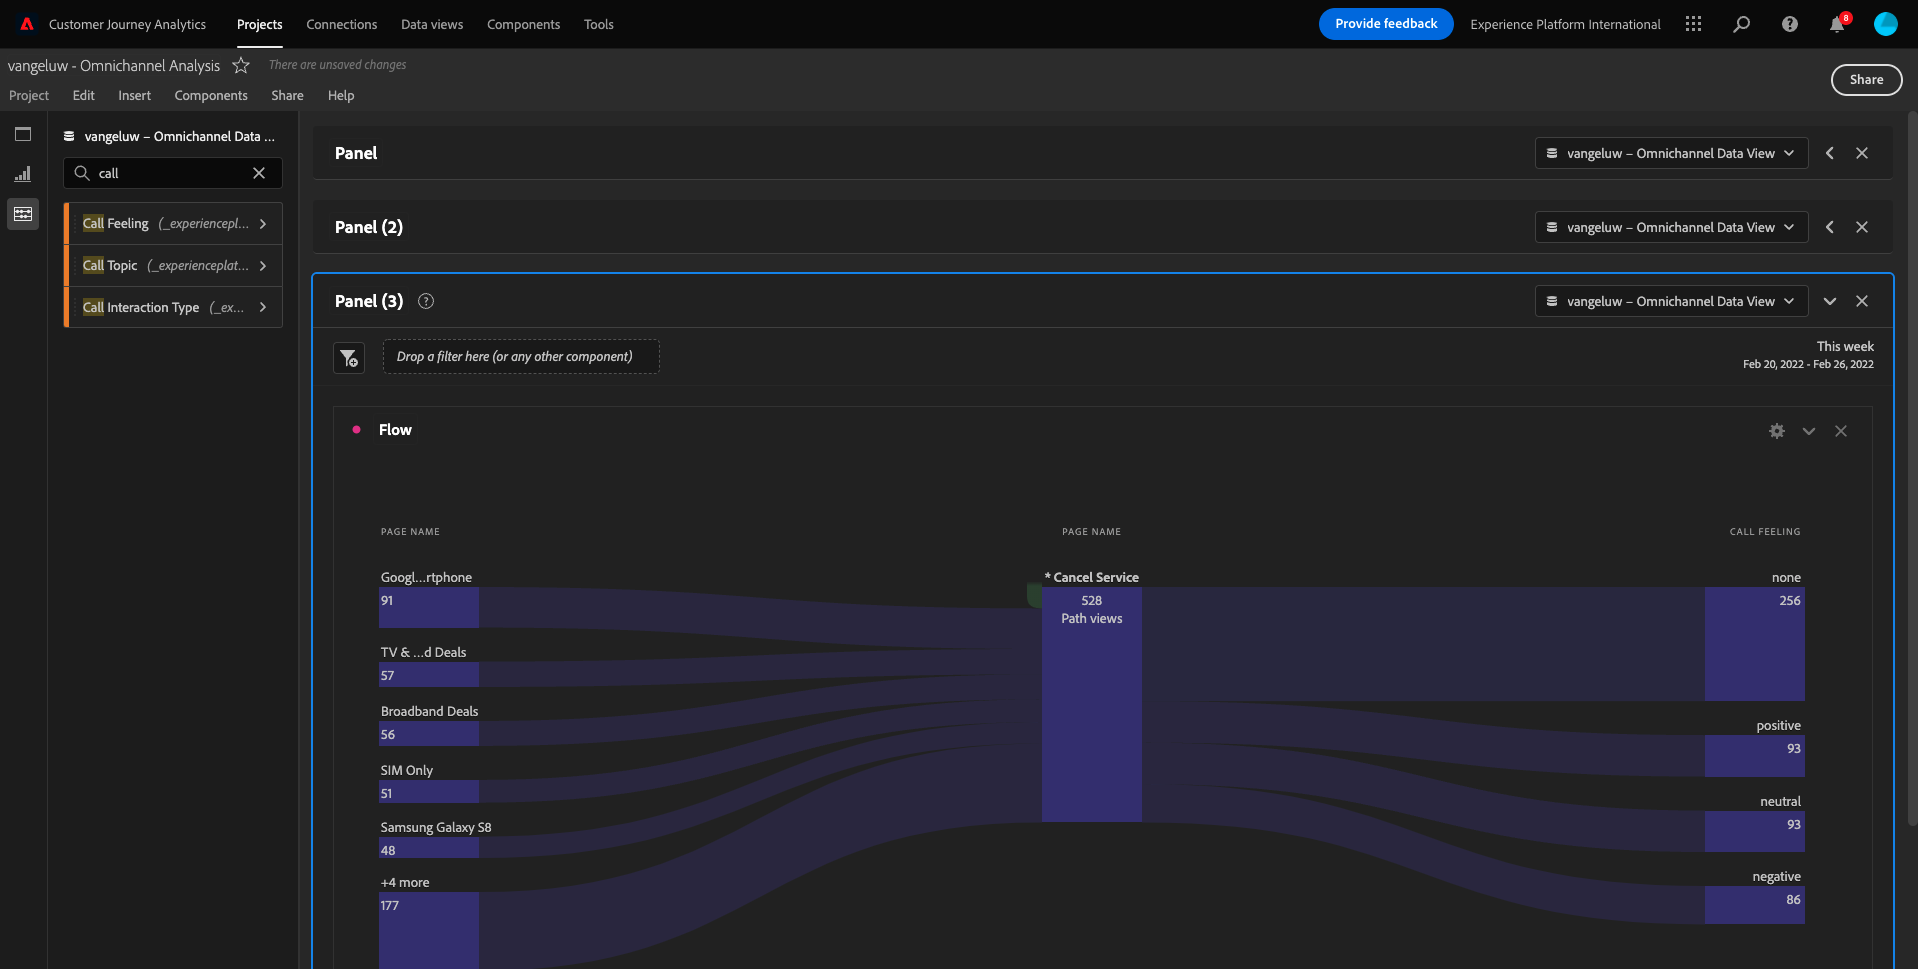 Customer Journey Analytics
Projects
Connections
Data views
Components
Tools
Provide feedback
Experience Platform International
8
vangeluw - Omnichannel Analysis
There are unsaved changes
Project
Edit
Insert
Components
Share
Help
Share
vangeluw – Omnichannel Data ...
call
Call Feeling (_experiencepl...
Call Topic (_experienceplat...
Call Interaction Type (_ex...
Panel
vangeluw – Omnichannel Data View
Panel (2)
vangeluw – Omnichannel Data View
Panel (3)
vangeluw – Omnichannel Data View
Drop a filter here (or any other component)
This week
Feb 20, 2022 - Feb 26, 2022
Flow
PAGE NAME
PAGE NAME
CALL FEELING
Googl...rtphone
91
TV & ...d Deals
57
Broadband Deals
56
SIM Only
51
Samsung Galaxy S8
48
+4 more
177
* Cancel Service
528
Path views
none
256
positive
93
neutral
93
negative
86